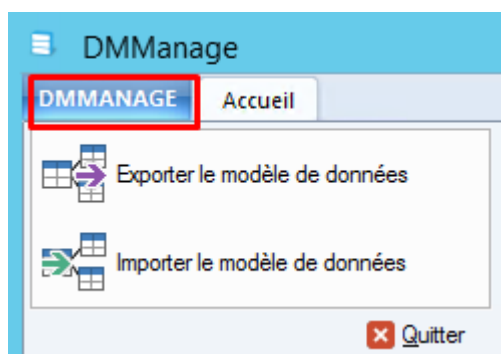 DMManage
DMMANAGE Accueil
Exporter le modèle de données
Importer le modèle de données
Quitter